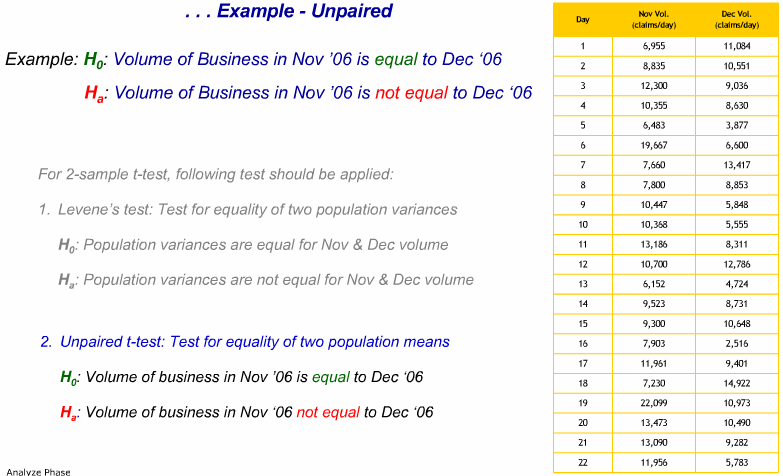 . . . Example - Unpaired
Example: H0: Volume of Business in Nov ’06 is equal to Dec ‘06
Ha: Volume of Business in Nov ’06 is not equal to Dec ‘06
For 2-sample t-test, following test should be applied:
1. Levene’s test: Test for equality of two population variances
H0: Population variances are equal for Nov & Dec volume
Ha: Population variances are not equal for Nov & Dec volume
2. Unpaired t-test: Test for equality of two population means
H0: Volume of business in Nov ’06 is equal to Dec ‘06
Ha: Volume of business in Nov ‘06 not equal to Dec ‘06
Analyze Phase
Day Nov Vol. (claims/day) Dec Vol. (claims/day)
1 6,955 11,084
2 8,835 10,551
3 12,300 9,036
4 10,355 8,630
5 6,483 3,877
6 19,667 6,600
7 7,660 13,417
8 7,800 8,853
9 10,447 5,848
10 10,368 5,555
11 13,186 8,311
12 10,700 12,786
13 6,152 4,724
14 9,523 8,731
15 9,300 10,648
16 7,903 2,516
17 11,961 9,401
18 7,230 14,922
19 22,099 10,973
20 13,473 10,490
21 13,090 9,282
22 11,956 5,783